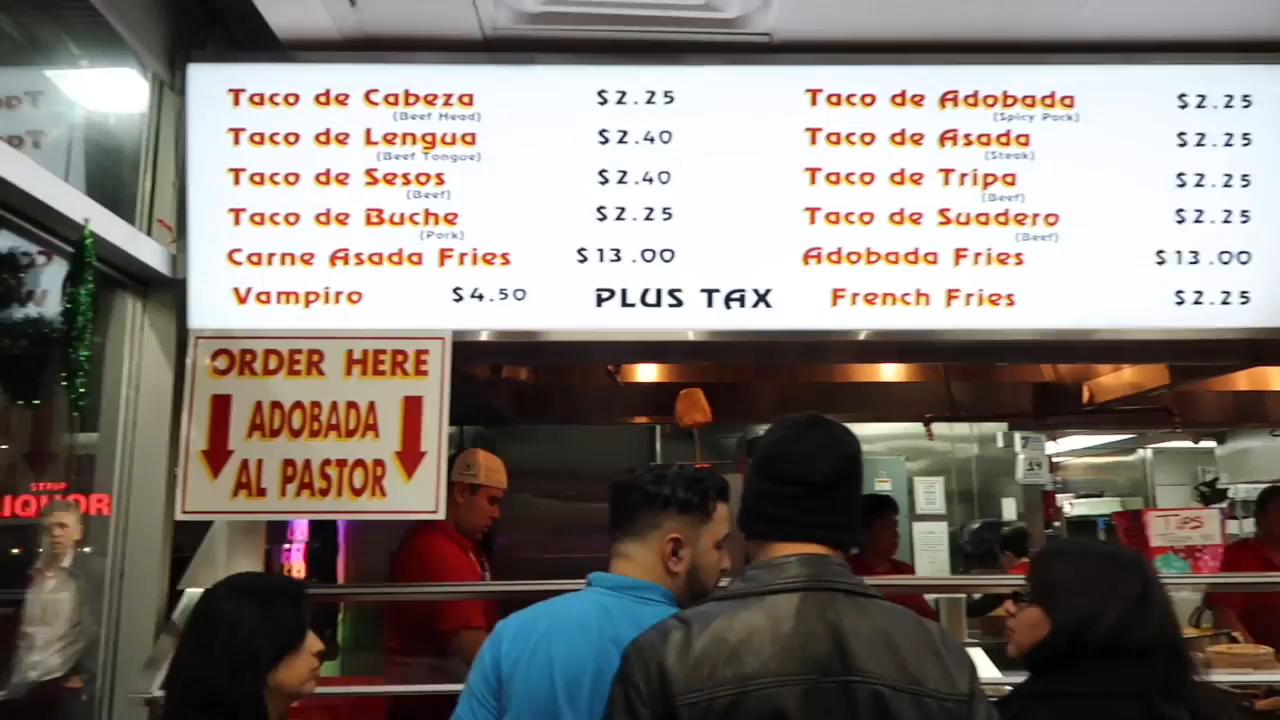 Taco de Cabeza $2.25
(Beef Head)
Taco de Lengua $2.40
(Beef Tongue)
Taco de Sesos $2.40
(Beef)
Taco de Buche $2.25
(Pork)
Carne Asada Fries $13.00
Vampiro $4.50
PLUS TAX
Taco de Adobada $2.25
(Spicy Pork)
Taco de Asada $2.25
(Steak)
Taco de Tripa $2.25
(Beef)
Taco de Suadero $2.25
(Beef)
Adobada Fries $13.00
French Fries $2.25
ORDER HERE
ADOBADA
AL PASTOR
STRIP
LIQUOR
TIPS